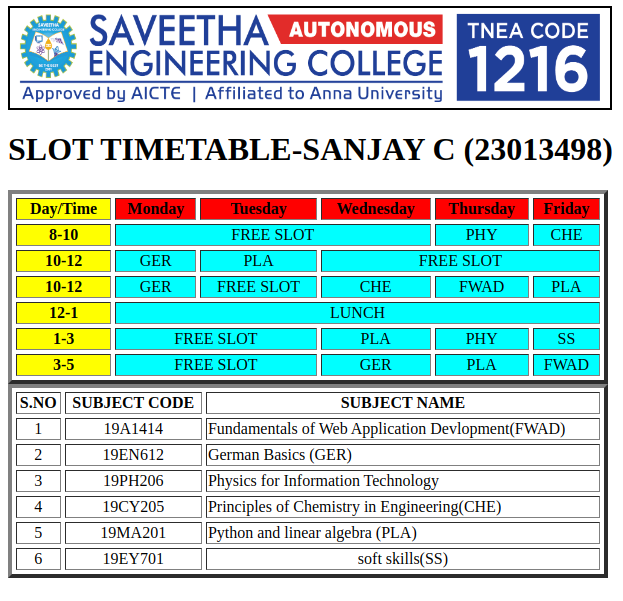 SAVEETHA AUTONOMOUS
ENGINEERING COLLEGE
Approved by AICTE | Affiliated to Anna University
TNEA CODE
1216
SLOT TIMETABLE-SANJAY C (23013498)
Day/Time Monday Tuesday Wednesday Thursday Friday
8-10 FREE SLOT PHY CHE
10-12 GER PLA FREE SLOT
10-12 GER FREE SLOT CHE FWAD PLA
12-1 LUNCH
1-3 FREE SLOT PLA PHY SS
3-5 FREE SLOT GER PLA FWAD
S.NO SUBJECT CODE SUBJECT NAME
1 19A1414 Fundamentals of Web Application Devlopment(FWAD)
2 19EN612 German Basics (GER)
3 19PH206 Physics for Information Technology
4 19CY205 Principles of Chemistry in Engineering(CHE)
5 19MA201 Python and linear algebra (PLA)
6 19EY701 soft skills(SS)